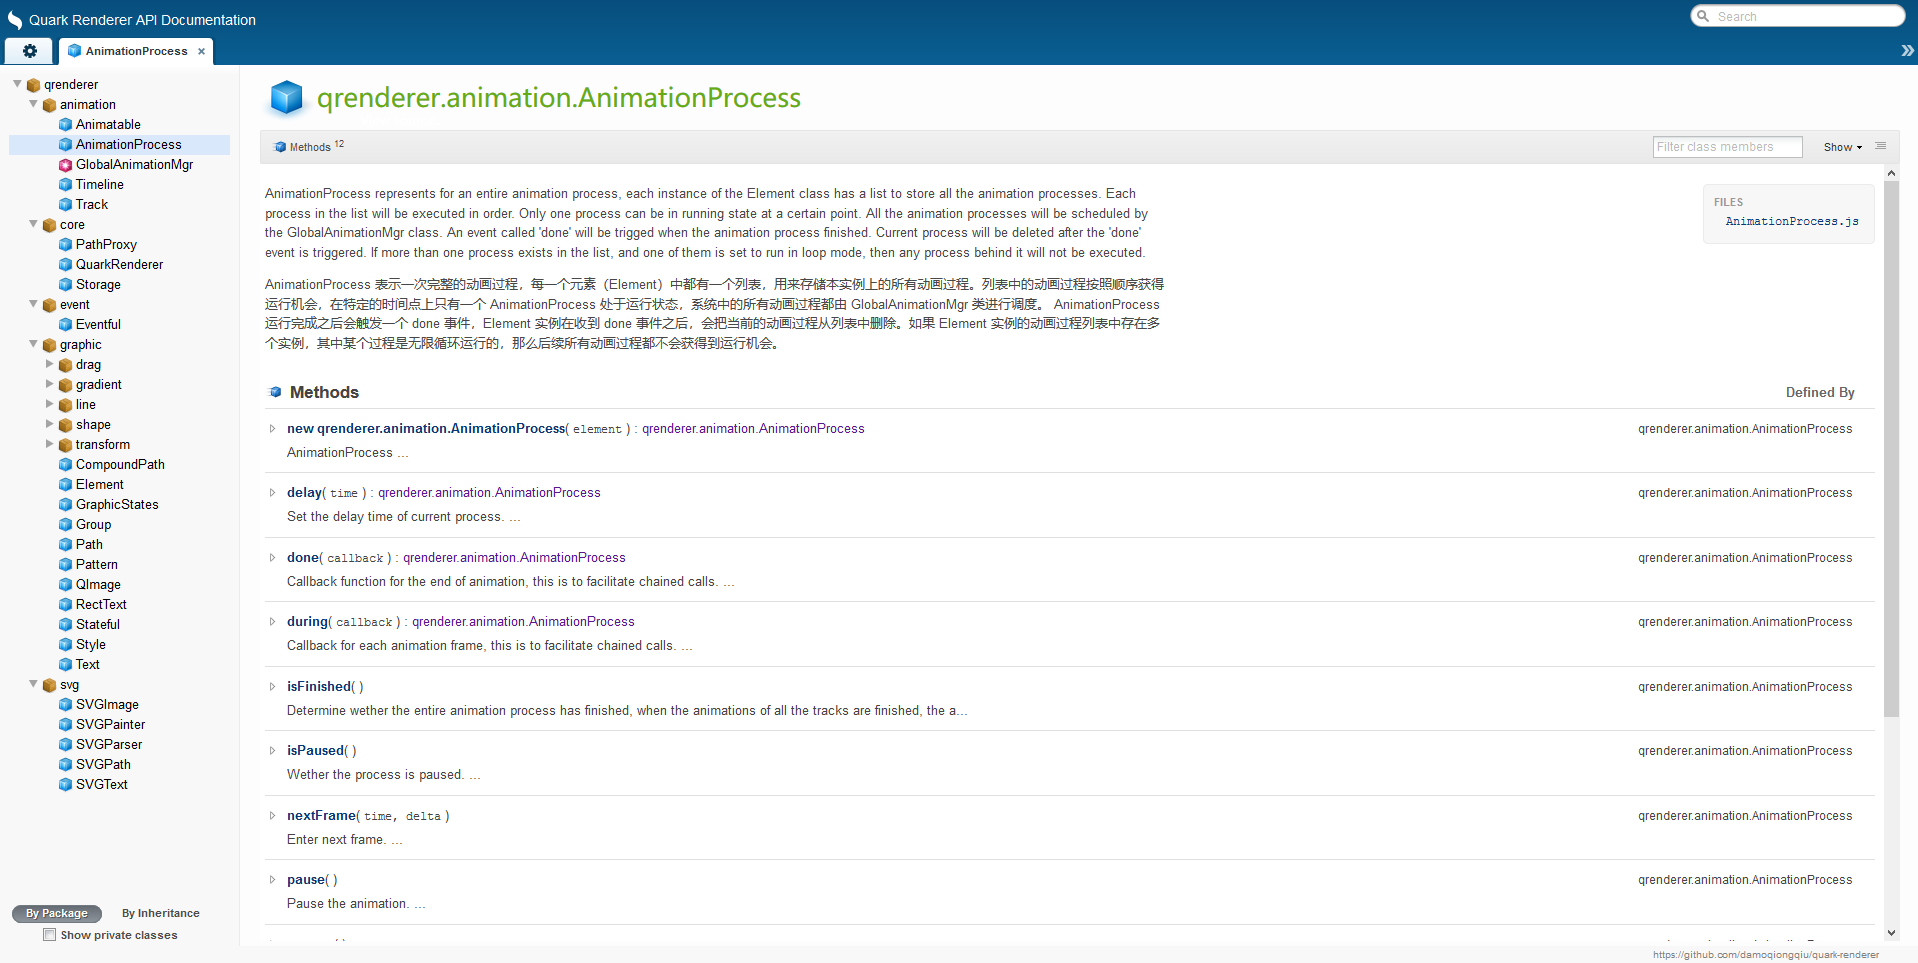 Quark Renderer API Documentation
Search
AnimationProcess
qrenderer
animation
Animatable
AnimationProcess
GlobalAnimationMgr
Timeline
Track
core
PathProxy
QuarkRenderer
Storage
event
Eventful
graphic
drag
gradient
line
shape
transform
CompoundPath
Element
GraphicStates
Group
Path
Pattern
QImage
RectText
Stateful
Style
Text
svg
SVGImage
SVGPainter
SVGParser
SVGPath
SVGText
By Package By Inheritance
Show private classes
qrenderer.animation.AnimationProcess
Methods 12
Filter class members
Show
AnimationProcess represents for an entire animation process, each instance of the Element class has a list to store all the animation processes. Each
process in the list will be executed in order. Only one process can be in running state at a certain point. All the animation processes will be scheduled by
the GlobalAnimationMgr class. An event called 'done' will be trigged when the animation process finished. Current process will be deleted after the 'done'
event is triggered. If more than one process exists in the list, and one of them is set to run in loop mode, then any process behind it will not be executed.
FILES
AnimationProcess.js
AnimationProcess 表示一次完整的动画过程，每一个元素（Element）中都有一个列表，用来存储本实例上的所有动画过程。列表中的动画过程按照顺序获得
运行机会，在特定的时间点上只有一个 AnimationProcess 处于运行状态，系统中的所有动画过程都由 GlobalAnimationMgr 类进行调度。 AnimationProcess
运行完成之后会触发一个 done 事件，Element 实例在收到 done 事件之后，会把当前的动画过程从列表中删除。如果 Element 实例的动画过程列表中存在多
个实例，其中某个过程是无限循环运行的，那么后续所有动画过程都不会获得到运行机会。
Methods Defined By
new qrenderer.animation.AnimationProcess( element ) : qrenderer.animation.AnimationProcess qrenderer.animation.AnimationProcess
AnimationProcess ...
delay( time ) : qrenderer.animation.AnimationProcess qrenderer.animation.AnimationProcess
Set the delay time of current process. ...
done( callback ) : qrenderer.animation.AnimationProcess qrenderer.animation.AnimationProcess
Callback function for the end of animation, this is to facilitate chained calls. ...
during( callback ) : qrenderer.animation.AnimationProcess qrenderer.animation.AnimationProcess
Callback for each animation frame, this is to facilitate chained calls. ...
isFinished( ) qrenderer.animation.AnimationProcess
Determine wether the entire animation process has finished, when the animations of all the tracks are finished, the a...
isPaused( ) qrenderer.animation.AnimationProcess
Wether the process is paused. ...
nextFrame( time, delta ) qrenderer.animation.AnimationProcess
Enter next frame. ...
pause( ) qrenderer.animation.AnimationProcess
Pause the animation. ...
https://github.com/damoqiongqiu/quark-renderer